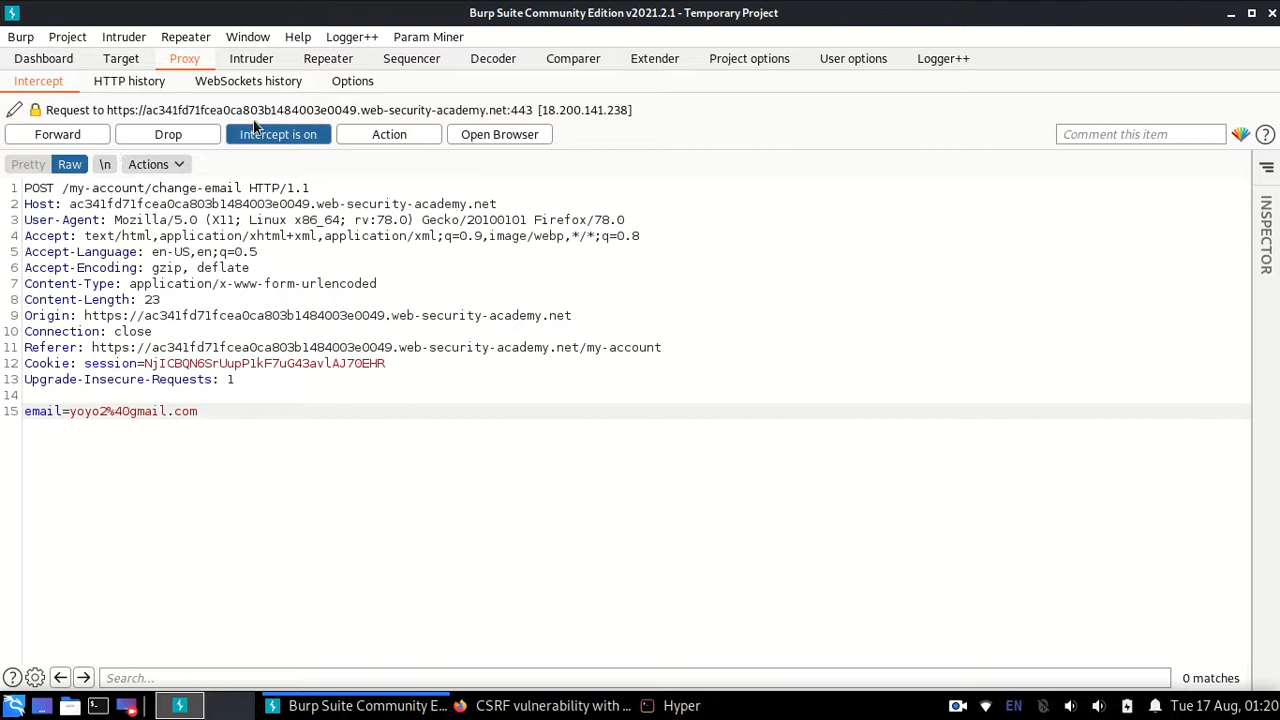 Burp Suite Community Edition v2021.2.1 - Temporary Project
Burp Project Intruder Repeater Window Help Logger++ Param Miner
Dashboard Target Proxy Intruder Repeater Sequencer Decoder Comparer Extender Project options User options Logger++
Intercept HTTP history WebSockets history Options
Request to https://ac341fd71fcea0ca803b1484003e0049.web-security-academy.net:443 [18.200.141.238]
Forward Drop Intercept is on Action Open Browser Comment this item
Pretty Raw \n Actions
1 POST /my-account/change-email HTTP/1.1
2 Host: ac341fd71fcea0ca803b1484003e0049.web-security-academy.net
3 User-Agent: Mozilla/5.0 (X11; Linux x86_64; rv:78.0) Gecko/20100101 Firefox/78.0
4 Accept: text/html,application/xhtml+xml,application/xml;q=0.9,image/webp,*/*;q=0.8
5 Accept-Language: en-US,en;q=0.5
6 Accept-Encoding: gzip, deflate
7 Content-Type: application/x-www-form-urlencoded
8 Content-Length: 23
9 Origin: https://ac341fd71fcea0ca803b1484003e0049.web-security-academy.net
10 Connection: close
11 Referer: https://ac341fd71fcea0ca803b1484003e0049.web-security-academy.net/my-account
12 Cookie: session=NjICBQN6SrUupP1kF7uG43avlAJ7OEHR
13 Upgrade-Insecure-Requests: 1
14
15 email=yoyo2%40gmail.com
INSPECTOR
Search... 0 matches
Burp Suite Community E... CSRF vulnerability with ... Hyper EN Tue 17 Aug, 01:20